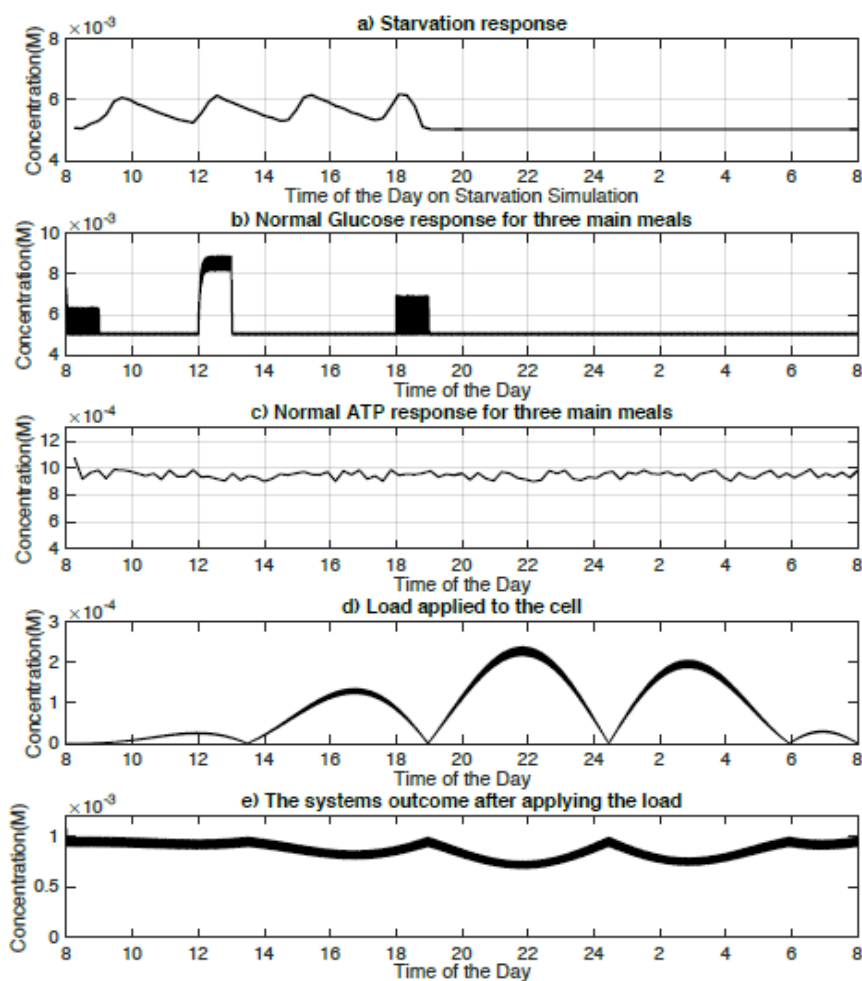 a) Starvation response
×10-3
8
6
4
Concentration(M)
8 10 12 14 16 18 20 22 24 2 4 6 8
Time of the Day on Starvation Simulation
b) Normal Glucose response for three main meals
×10-3
10
8
6
4
Concentration(M)
8 10 12 14 16 18 20 22 24 2 4 6 8
Time of the Day
c) Normal ATP response for three main meals
×10-4
12
10
8
6
4
Concentration(M)
8 10 12 14 16 18 20 22 24 2 4 6 8
Time of the Day
d) Load applied to the cell
×10-4
3
2
1
0
Concentration(M)
8 10 12 14 16 18 20 22 24 2 4 6 8
Time of the Day
e) The systems outcome after applying the load
×10-3
1
0.5
0
Concentration(M)
8 10 12 14 16 18 20 22 24 2 4 6 8
Time of the Day